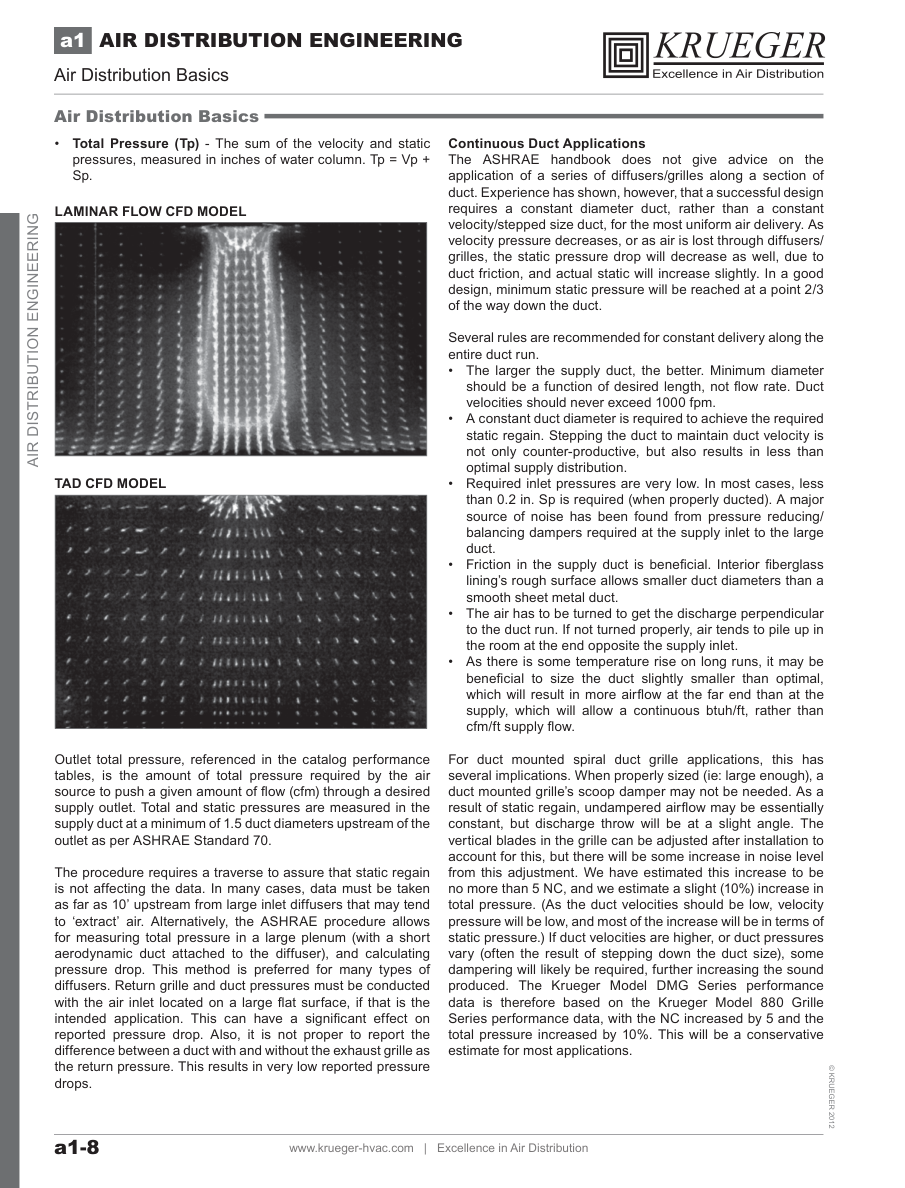 a1 AIR DISTRIBUTION ENGINEERING
Air Distribution Basics
KRUEGER
Excellence in Air Distribution
Air Distribution Basics
• Total Pressure (Tp) - The sum of the velocity and static
pressures, measured in inches of water column. Tp = Vp +
Sp.
LAMINAR FLOW CFD MODEL
TAD CFD MODEL
Outlet total pressure, referenced in the catalog performance
tables, is the amount of total pressure required by the air
source to push a given amount of flow (cfm) through a desired
supply outlet. Total and static pressures are measured in the
supply duct at a minimum of 1.5 duct diameters upstream of the
outlet as per ASHRAE Standard 70.
The procedure requires a traverse to assure that static regain
is not affecting the data. In many cases, data must be taken
as far as 10’ upstream from large inlet diffusers that may tend
to ‘extract’ air. Alternatively, the ASHRAE procedure allows
for measuring total pressure in a large plenum (with a short
aerodynamic duct attached to the diffuser), and calculating
pressure drop. This method is preferred for many types of
diffusers. Return grille and duct pressures must be conducted
with the air inlet located on a large flat surface, if that is the
intended application. This can have a significant effect on
reported pressure drop. Also, it is not proper to report the
difference between a duct with and without the exhaust grille as
the return pressure. This results in very low reported pressure
drops.
Continuous Duct Applications
The ASHRAE handbook does not give advice on the
application of a series of diffusers/grilles along a section of
duct. Experience has shown, however, that a successful design
requires a constant diameter duct, rather than a constant
velocity/stepped size duct, for the most uniform air delivery. As
velocity pressure decreases, or as air is lost through diffusers/
grilles, the static pressure drop will decrease as well, due to
duct friction, and actual static will increase slightly. In a good
design, minimum static pressure will be reached at a point 2/3
of the way down the duct.
Several rules are recommended for constant delivery along the
entire duct run.
• The larger the supply duct, the better. Minimum diameter
should be a function of desired length, not flow rate. Duct
velocities should never exceed 1000 fpm.
• A constant duct diameter is required to achieve the required
static regain. Stepping the duct to maintain duct velocity is
not only counter-productive, but also results in less than
optimal supply distribution.
• Required inlet pressures are very low. In most cases, less
than 0.2 in. Sp is required (when properly ducted). A major
source of noise has been found from pressure reducing/
balancing dampers required at the supply inlet to the large
duct.
• Friction in the supply duct is beneficial. Interior fiberglass
lining’s rough surface allows smaller duct diameters than a
smooth sheet metal duct.
• The air has to be turned to get the discharge perpendicular
to the duct run. If not turned properly, air tends to pile up in
the room at the end opposite the supply inlet.
• As there is some temperature rise on long runs, it may be
beneficial to size the duct slightly smaller than optimal,
which will result in more airflow at the far end than at the
supply, which will allow a continuous btuh/ft, rather than
cfm/ft supply flow.
For duct mounted spiral duct grille applications, this has
several implications. When properly sized (ie: large enough), a
duct mounted grille’s scoop damper may not be needed. As a
result of static regain, undampered airflow may be essentially
constant, but discharge throw will be at a slight angle. The
vertical blades in the grille can be adjusted after installation to
account for this, but there will be some increase in noise level
from this adjustment. We have estimated this increase to be
no more than 5 NC, and we estimate a slight (10%) increase in
total pressure. (As the duct velocities should be low, velocity
pressure will be low, and most of the increase will be in terms of
static pressure.) If duct velocities are higher, or duct pressures
vary (often the result of stepping down the duct size), some
dampering will likely be required, further increasing the sound
produced. The Krueger Model DMG Series performance
data is therefore based on the Krueger Model 880 Grille
Series performance data, with the NC increased by 5 and the
total pressure increased by 10%. This will be a conservative
estimate for most applications.
AIR DISTRIBUTION ENGINEERING
© KRUEGER 2012
a1-8
www.krueger-hvac.com | Excellence in Air Distribution